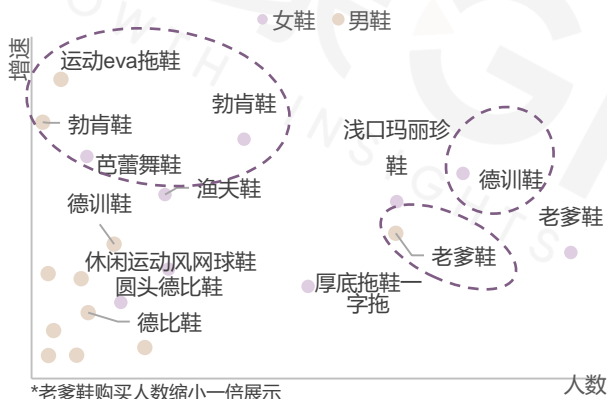 女鞋 男鞋
增速
运动eva拖鞋
勃肯鞋
勃肯鞋
浅口玛丽珍
鞋
芭蕾舞鞋
德训鞋
渔夫鞋
德训鞋
老爹鞋
老爹鞋
休闲运动风网球鞋
圆头德比鞋
厚底拖鞋一
字拖
德比鞋
人数
*老爹鞋购买人数缩小一倍展示
WTH INSIGHTS